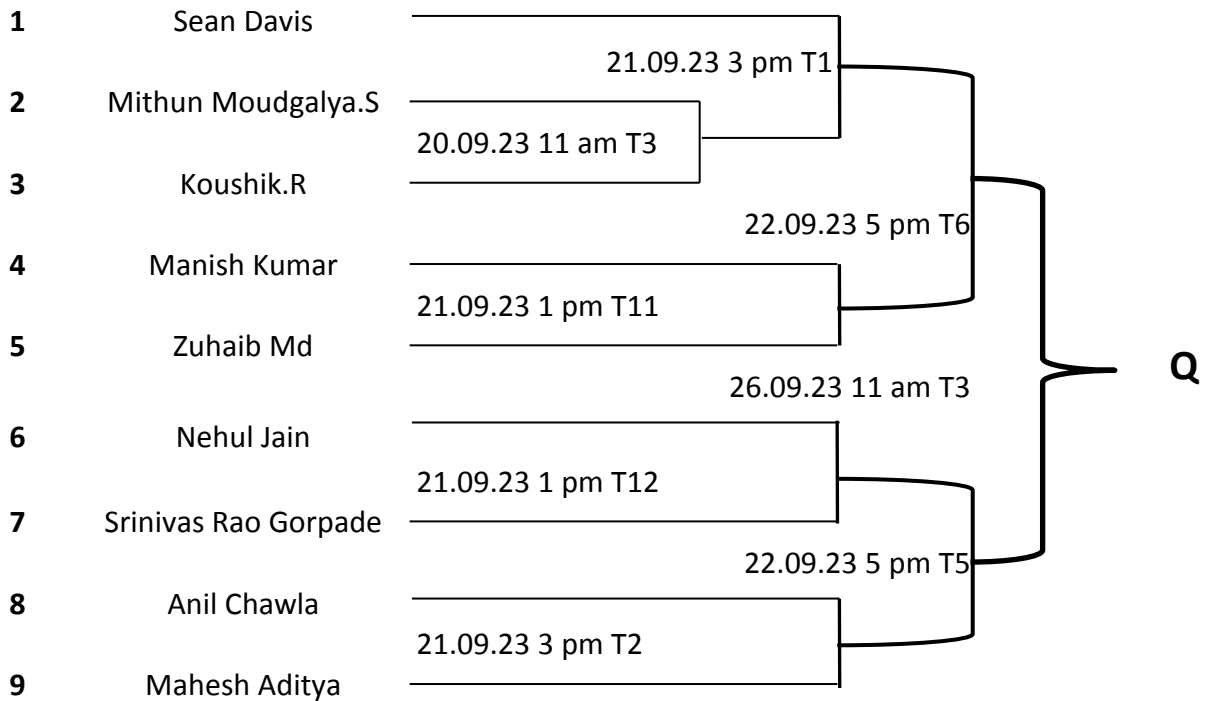 1 Sean Davis
21.09.23 3 pm T1
2 Mithun Moudgalya.S
20.09.23 11 am T3
3 Koushik.R
22.09.23 5 pm T6
4 Manish Kumar
21.09.23 1 pm T11
5 Zuhaib Md
Q
26.09.23 11 am T3
6 Nehul Jain
21.09.23 1 pm T12
7 Srinivas Rao Gorpade
22.09.23 5 pm T5
8 Anil Chawla
21.09.23 3 pm T2
9 Mahesh Aditya